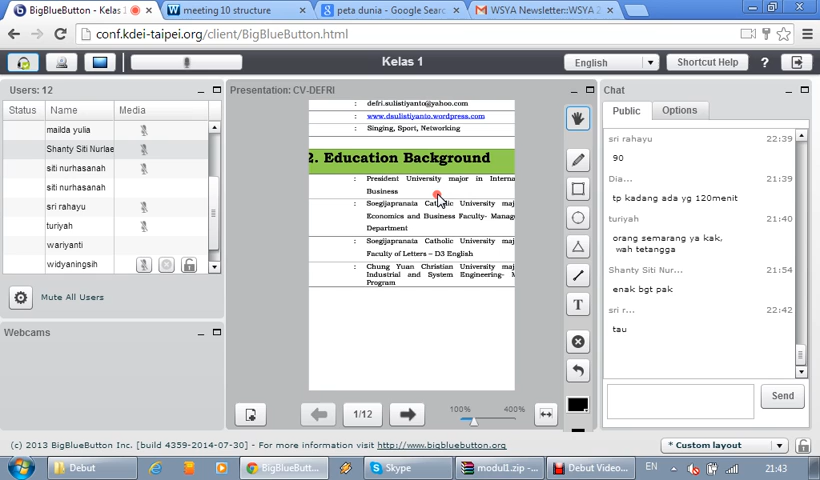 BigBlueButton - Kelas 1
meeting 10 structure
peta dunia - Google Sear
WSYA Newsletter::WSYA 2
conf.kdei-taipei.org/client/BigBlueButton.html
Kelas 1
English
Shortcut Help
?
Users: 12
Status Name Media
mailda yulia
Shanty Siti Nurlae
siti nurhasanah
siti nurhasanah
sri rahayu
turiyah
wariyanti
widyaningsih
Mute All Users
Webcams
Presentation: CV-DEFRI
: defri.sulistiyanto@yahoo.com
: www.dsulistiyanto.wordpress.com
: Singing, Sport, Networking
2. Education Background
: President University major in Interna
Business
: Soegijapranata Catholic University maj
Economics and Business Faculty- Manag
Department
: Soegijapranata Catholic University maj
Faculty of Letters – D3 English
: Chung Yuan Christian University maj
Industrial and System Engineering- M
Program
T
1/12
100% 400%
Chat
Public Options
sri rahayu 22:39
90
Dia... 21:39
tp kadang ada yg 120menit
turiyah 21:40
orang semarang ya kak,
wah tetangga
Shanty Siti Nur... 21:54
enak bgt pak
sri r... 22:42
tau
Send
(c) 2013 BigBlueButton Inc. [build 4359-2014-07-30] - For more information visit http://www.bigbluebutton.org
* Custom layout
Debut
BigBlueButto...
Skype
modul1.zip -...
Debut Video...
EN
21:43